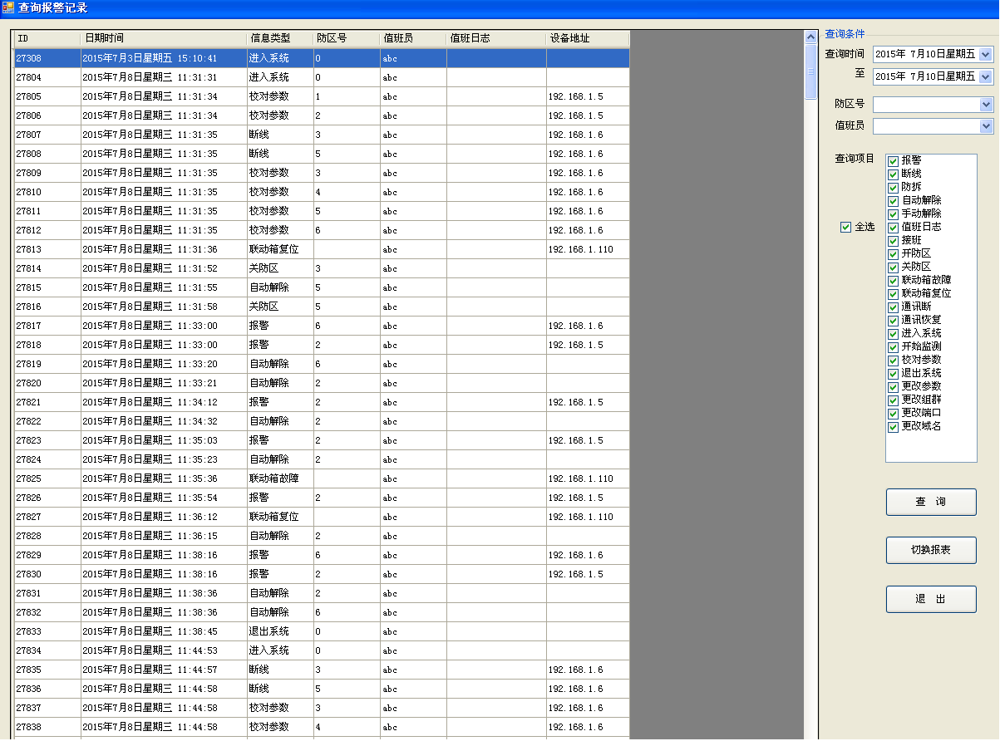 查询报警记录
ID 日期时间 信息类型 防区号 值班员 值班日志 设备地址
27308 2015年7月3日星期五 15:10:41 进入系统 0 abc
27804 2015年7月8日星期三 11:31:31 进入系统 0 abc
27805 2015年7月8日星期三 11:31:34 校对参数 1 abc 192.168.1.5
27806 2015年7月8日星期三 11:31:34 校对参数 2 abc 192.168.1.5
27807 2015年7月8日星期三 11:31:35 断线 3 abc 192.168.1.6
27808 2015年7月8日星期三 11:31:35 断线 5 abc 192.168.1.6
27809 2015年7月8日星期三 11:31:35 校对参数 3 abc 192.168.1.6
27810 2015年7月8日星期三 11:31:35 校对参数 4 abc 192.168.1.6
27811 2015年7月8日星期三 11:31:35 校对参数 5 abc 192.168.1.6
27812 2015年7月8日星期三 11:31:35 校对参数 6 abc 192.168.1.6
27813 2015年7月8日星期三 11:31:36 联动箱复位 abc 192.168.1.110
27814 2015年7月8日星期三 11:31:52 关防区 3 abc
27815 2015年7月8日星期三 11:31:55 自动解除 5 abc
27816 2015年7月8日星期三 11:31:58 关防区 5 abc
27817 2015年7月8日星期三 11:33:00 报警 6 abc 192.168.1.6
27818 2015年7月8日星期三 11:33:00 报警 2 abc 192.168.1.5
27819 2015年7月8日星期三 11:33:20 自动解除 6 abc
27820 2015年7月8日星期三 11:33:21 自动解除 2 abc
27821 2015年7月8日星期三 11:34:12 报警 2 abc 192.168.1.5
27822 2015年7月8日星期三 11:34:32 自动解除 2 abc
27823 2015年7月8日星期三 11:35:03 报警 2 abc 192.168.1.5
27824 2015年7月8日星期三 11:35:23 自动解除 2 abc
27825 2015年7月8日星期三 11:35:36 联动箱故障 abc 192.168.1.110
27826 2015年7月8日星期三 11:35:54 报警 2 abc 192.168.1.5
27827 2015年7月8日星期三 11:36:12 联动箱复位 abc 192.168.1.110
27828 2015年7月8日星期三 11:36:15 自动解除 2 abc
27829 2015年7月8日星期三 11:38:16 报警 6 abc 192.168.1.6
27830 2015年7月8日星期三 11:38:16 报警 2 abc 192.168.1.5
27831 2015年7月8日星期三 11:38:36 自动解除 2 abc
27832 2015年7月8日星期三 11:38:36 自动解除 6 abc
27833 2015年7月8日星期三 11:38:45 退出系统 0 abc
27834 2015年7月8日星期三 11:44:53 进入系统 0 abc
27835 2015年7月8日星期三 11:44:57 断线 3 abc 192.168.1.6
27836 2015年7月8日星期三 11:44:58 断线 5 abc 192.168.1.6
27837 2015年7月8日星期三 11:44:58 校对参数 3 abc 192.168.1.6
27838 2015年7月8日星期三 11:44:58 校对参数 4 abc 192.168.1.6
查询条件
查询时间 2015年 7月10日星期五
至 2015年 7月10日星期五
防区号
值班员
查询项目
全选
报警
断线
防拆
自动解除
手动解除
值班日志
接班
开防区
关防区
联动箱故障
联动箱复位
通讯断
通讯恢复
进入系统
开始监测
校对参数
退出系统
更改参数
更改组群
更改端口
更改域名
查 询
切换报表
退 出